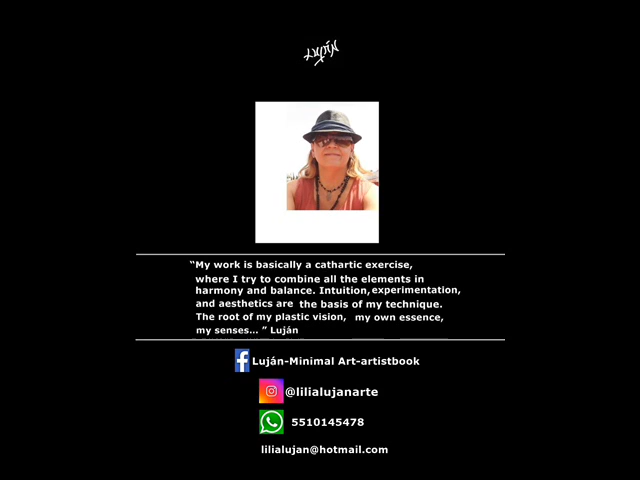 Luján
“My work is basically a cathartic exercise,
where I try to combine all the elements in
harmony and balance. Intuition, experimentation,
and aesthetics are the basis of my technique.
The root of my plastic vision, my own essence,
my senses... ” Luján
Luján-Minimal Art-artistbook
@lilialujanarte
5510145478
lilialujan@hotmail.com